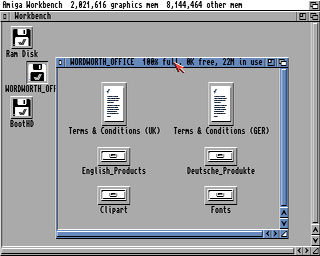 Amiga Workbench 2,021,616 graphics mem 8,144,464 other mem
Workbench
Ram Disk
WORDWORTH_OFFICE 100% full, 0K free, 22M in use
WORDWORTH_OFF
BootHD
Terms & Conditions (UK)
Terms & Conditions (GER)
English_Products
Deutsche_Produkte
Clipart
Fonts